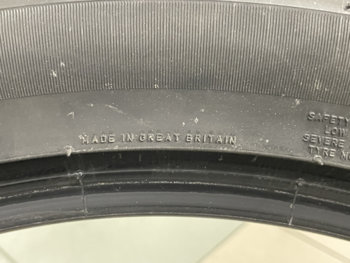 MADE IN GREAT BRITAIN
SAFETY
LOW
SEVERE
TYRE